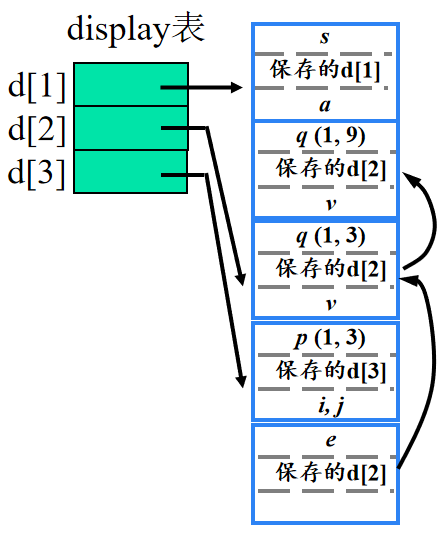 display表
d[1]
d[2]
d[3]
s
保存的d[1]
a
q (1, 9)
保存的d[2]
v
q (1, 3)
保存的d[2]
v
p (1, 3)
保存的d[3]
i, j
e
保存的d[2]